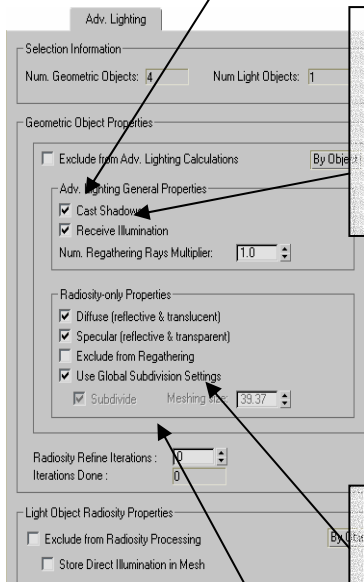 Adv. Lighting
Selection Information
Num. Geometric Objects: 4 Num Light Objects: 1
Geometric Object Properties
Exclude from Adv. Lighting Calculations By Object
Adv. Lighting General Properties
Cast Shadows
Receive Illumination
Num. Regathering Rays Multiplier: 1.0
Radiosity-only Properties
Diffuse (reflective & translucent)
Specular (reflective & transparent)
Exclude from Regathering
Use Global Subdivision Settings
Subdivide Meshing size: 39.37
Radiosity Refine Iterations : 0
Iterations Done : 0
Light Object Radiosity Properties
Exclude from Radiosity Processing
Store Direct Illumination in Mesh